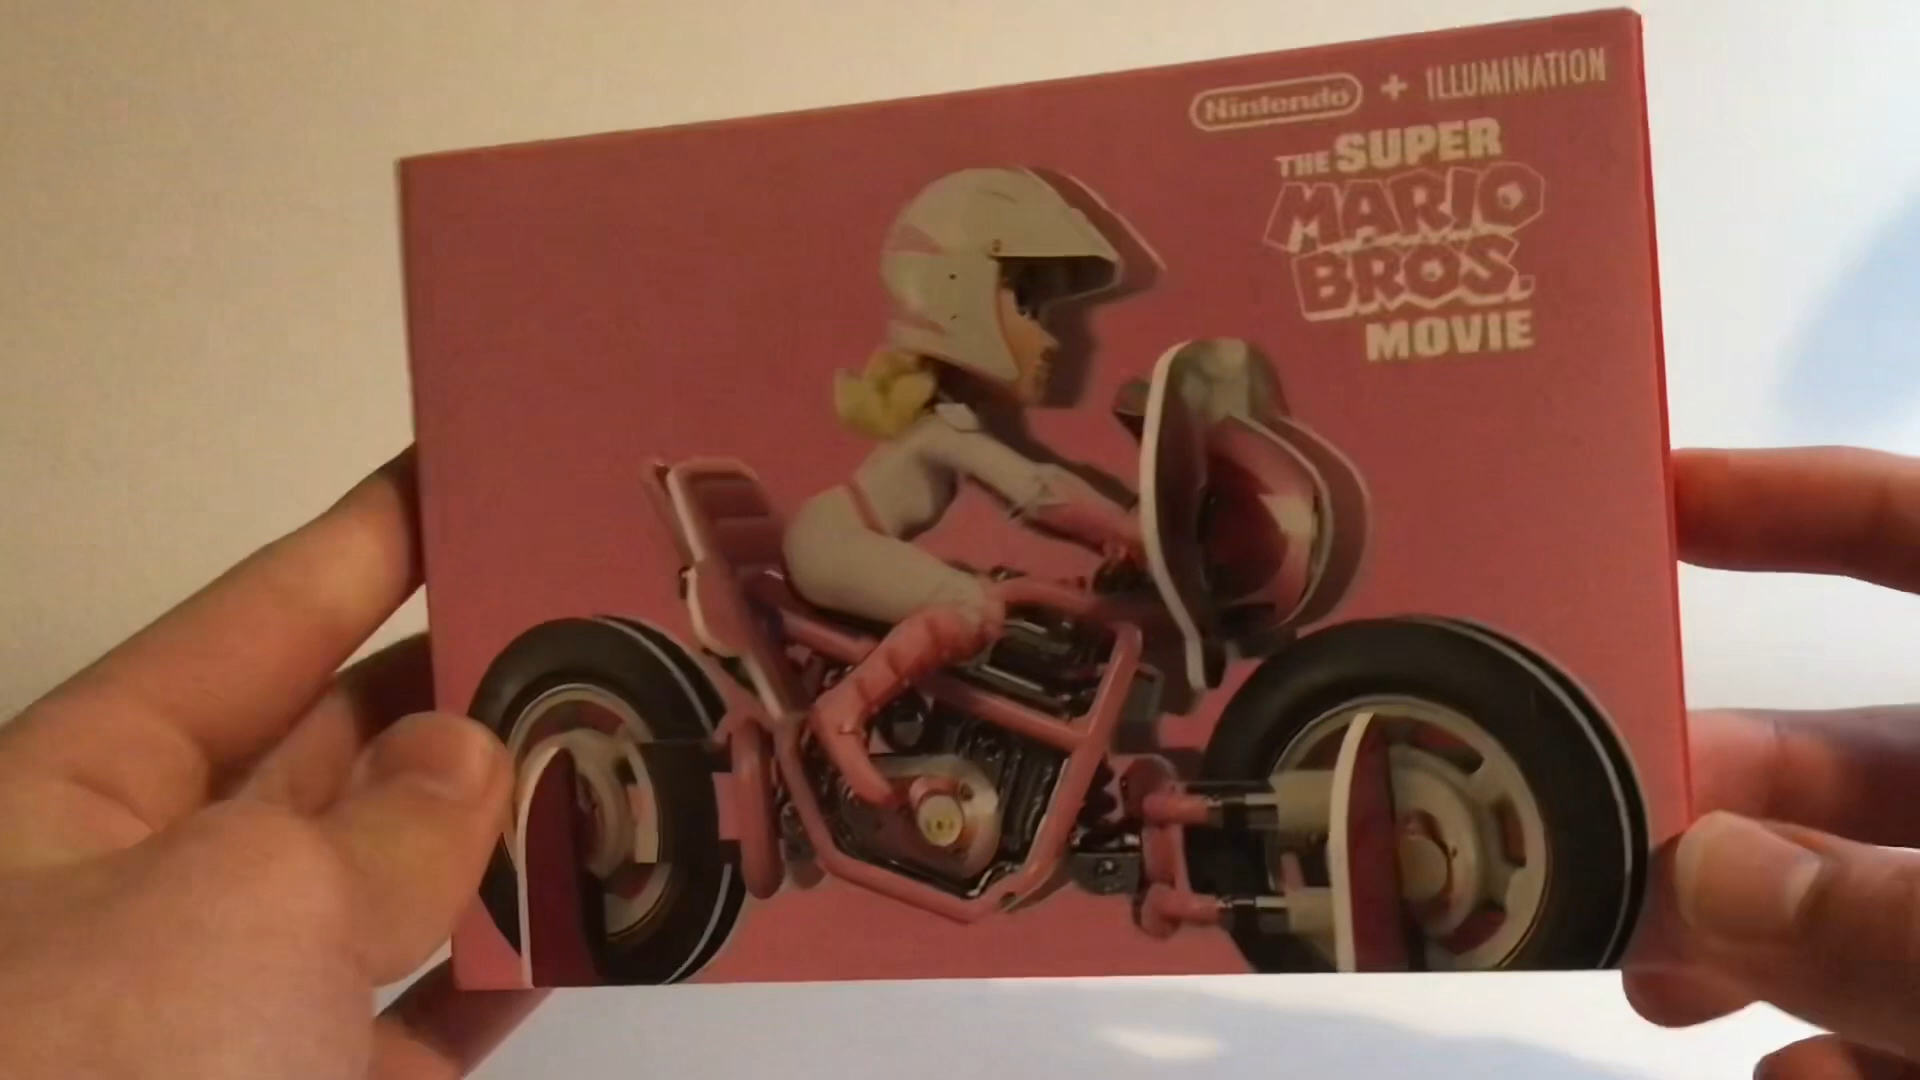 Nintendo + ILLUMINATION
THE SUPER
MARIO
BROS.
MOVIE